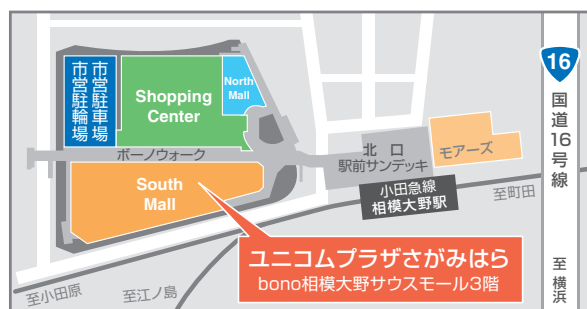 市営駐輪場
市営駐車場
Shopping
Center
North
Mall
ボーノウォーク
South
Mall
北口
駅前サンデッキ
モアーズ
小田急線
相模大野駅
至町田
16
国道16号線
至横浜
ユニコムプラザさがみはら
bono相模大野サウスモール3階
至小田原
至江ノ島